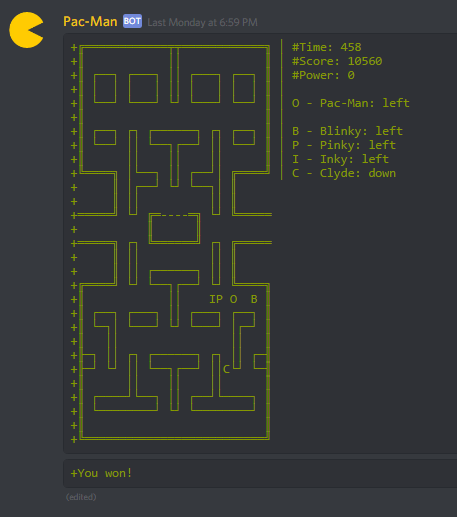 Pac-Man BOT Last Monday at 6:59 PM
#Time: 458
#Score: 10560
#Power: 0
O - Pac-Man: left
B - Blinky: left
P - Pinky: left
I - Inky: left
C - Clyde: down
IP O B
C
+You won!
(edited)